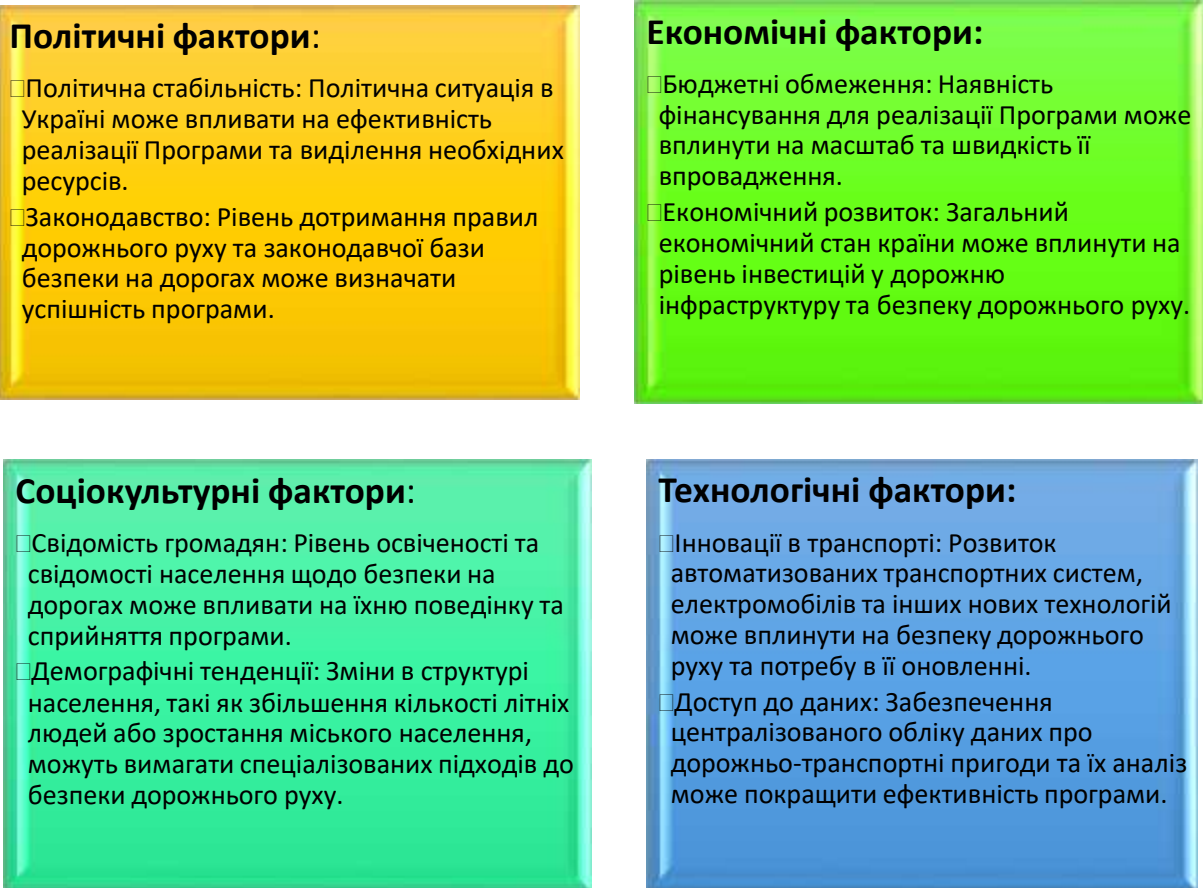 Політичні фактори:
Політична стабільність: Політична ситуація в
Україні може впливати на ефективність
реалізації Програми та виділення необхідних
ресурсів.
Законодавство: Рівень дотримання правил
дорожнього руху та законодавчої бази
безпеки на дорогах може визначати
успішність програми.
Економічні фактори:
Бюджетні обмеження: Наявність
фінансування для реалізації Програми може
вплинути на масштаб та швидкість її
впровадження.
Економічний розвиток: Загальний
економічний стан країни може вплинути на
рівень інвестицій у дорожню
інфраструктуру та безпеку дорожнього руху.
Соціокультурні фактори:
Свідомість громадян: Рівень освіченості та
свідомості населення щодо безпеки на
дорогах може впливати на їхню поведінку та
сприйняття програми.
Демографічні тенденції: Зміни в структурі
населення, такі як збільшення кількості літніх
людей або зростання міського населення,
можуть вимагати спеціалізованих підходів до
безпеки дорожнього руху.
Технологічні фактори:
Інновації в транспорті: Розвиток
автоматизованих транспортних систем,
електромобілів та інших нових технологій
може вплинути на безпеку дорожнього
руху та потребу в її оновленні.
Доступ до даних: Забезпечення
централізованого обліку даних про
дорожньо-транспортні пригоди та їх аналіз
може покращити ефективність програми.